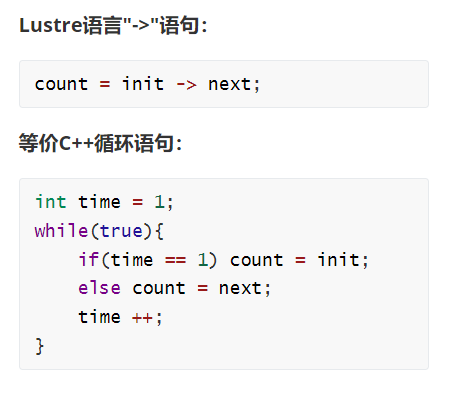 Lustre语言"->"语句：
count = init -> next;
等价C++循环语句：
int time = 1;
while(true){
    if(time == 1) count = init;
    else count = next;
    time ++;
}